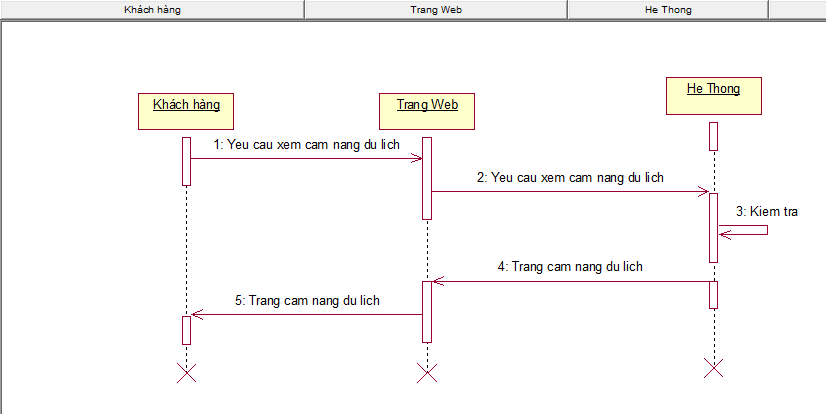 Khách hàng
Trang Web
He Thong
Khách hàng
Trang Web
He Thong
1: Yeu cau xem cam nang du lich
2: Yeu cau xem cam nang du lich
3: Kiem tra
4: Trang cam nang du lich
5: Trang cam nang du lich